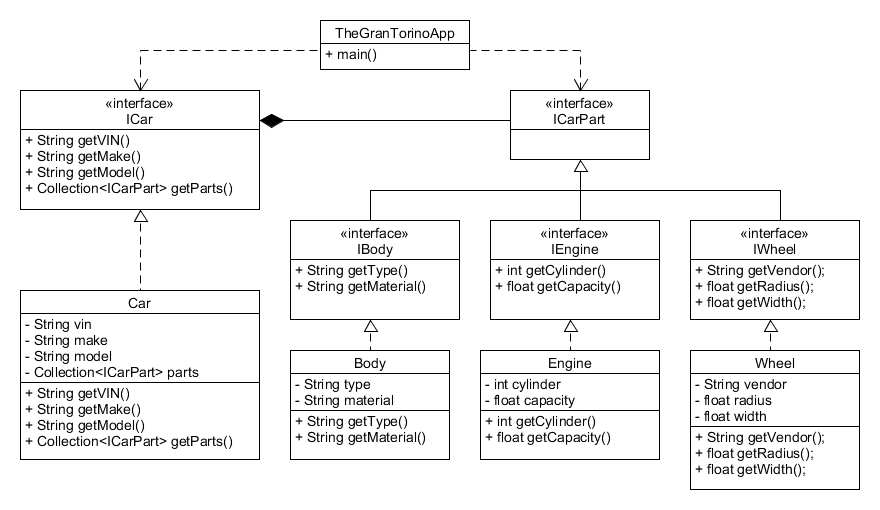 TheGranTorinoApp
+ main()
«interface»
ICar
+ String getVIN()
+ String getMake()
+ String getModel()
+ Collection<ICarPart> getParts()
«interface»
ICarPart
«interface»
IBody
+ String getType()
+ String getMaterial()
«interface»
IEngine
+ int getCylinder()
+ float getCapacity()
«interface»
IWheel
+ String getVendor();
+ float getRadius();
+ float getWidth();
Car
- String vin
- String make
- String model
- Collection<ICarPart> parts
+ String getVIN()
+ String getMake()
+ String getModel()
+ Collection<ICarPart> getParts()
Body
- String type
- String material
+ String getType()
+ String getMaterial()
Engine
- int cylinder
- float capacity
+ int getCylinder()
+ float getCapacity()
Wheel
- String vendor
- float radius
- float width
+ String getVendor();
+ float getRadius();
+ float getWidth();